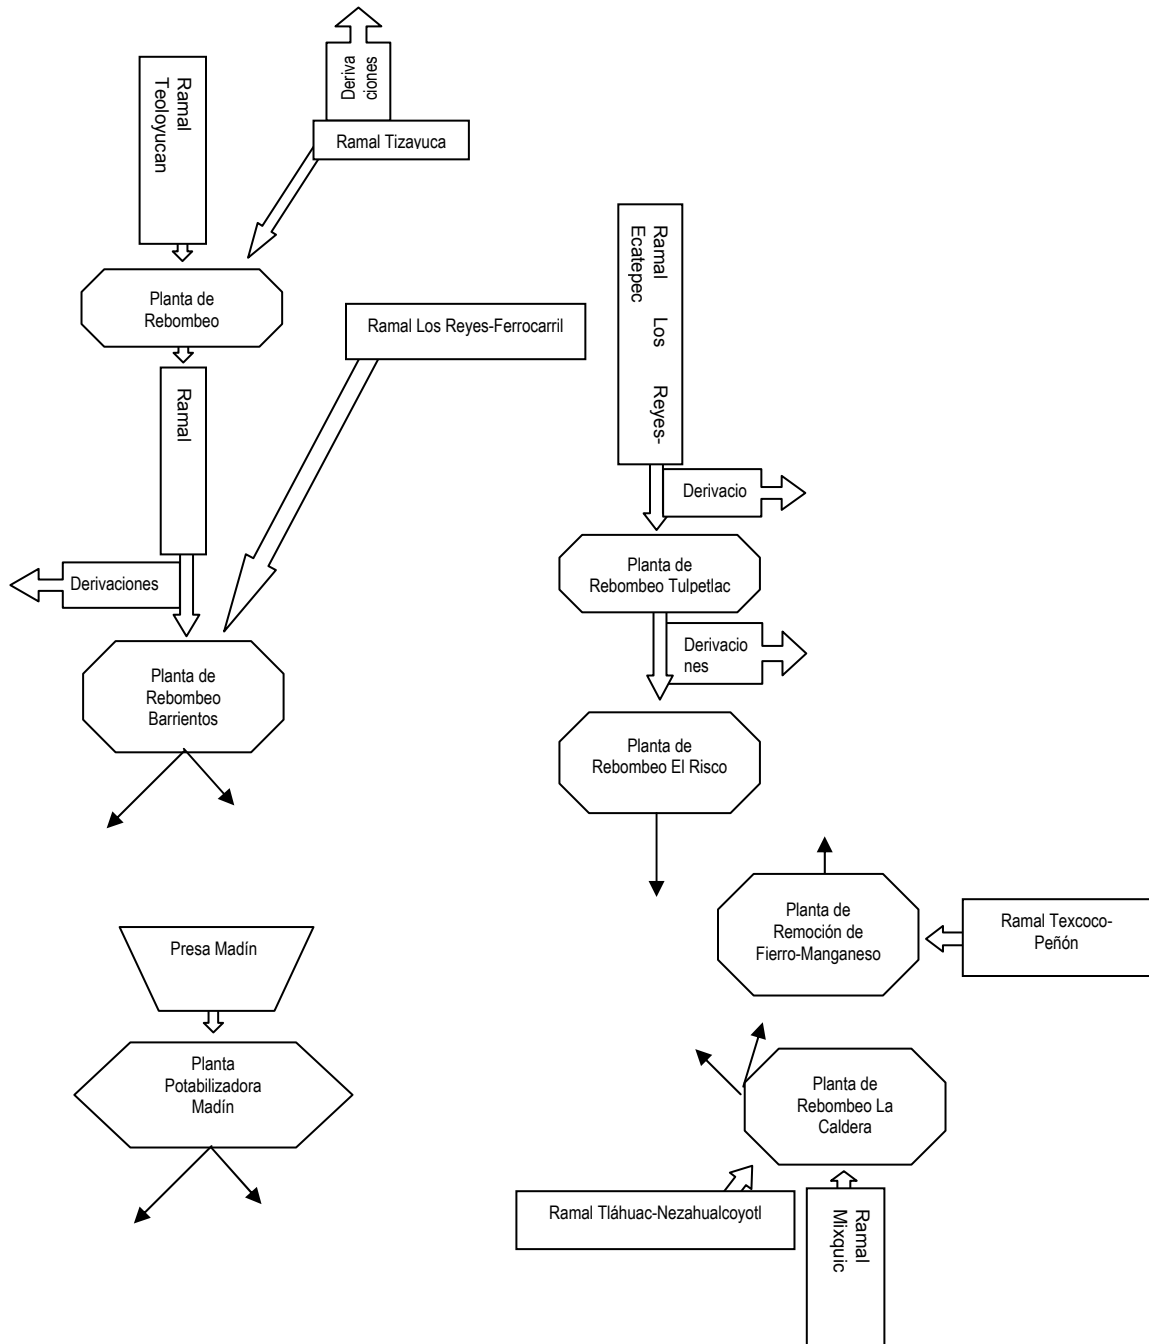 Deriva
ciones
Ramal
Teoloyucan
Ramal Tizayuca
Planta de
Rebombeo
Ramal Los Reyes-Ferrocarril
Ramal Los Reyes-
Ecatepec
Ramal
Derivacio
Derivaciones
Planta de
Rebombeo Tulpetlac
Derivacio
nes
Planta de
Rebombeo
Barrientos
Planta de
Rebombeo El Risco
Presa Madín
Planta de
Remoción de
Fierro-Manganeso
Ramal Texcoco-
Peñón
Planta
Potabilizadora
Madín
Planta de
Rebombeo La
Caldera
Ramal Tláhuac-Nezahualcoyotl
Ramal
Mixquic